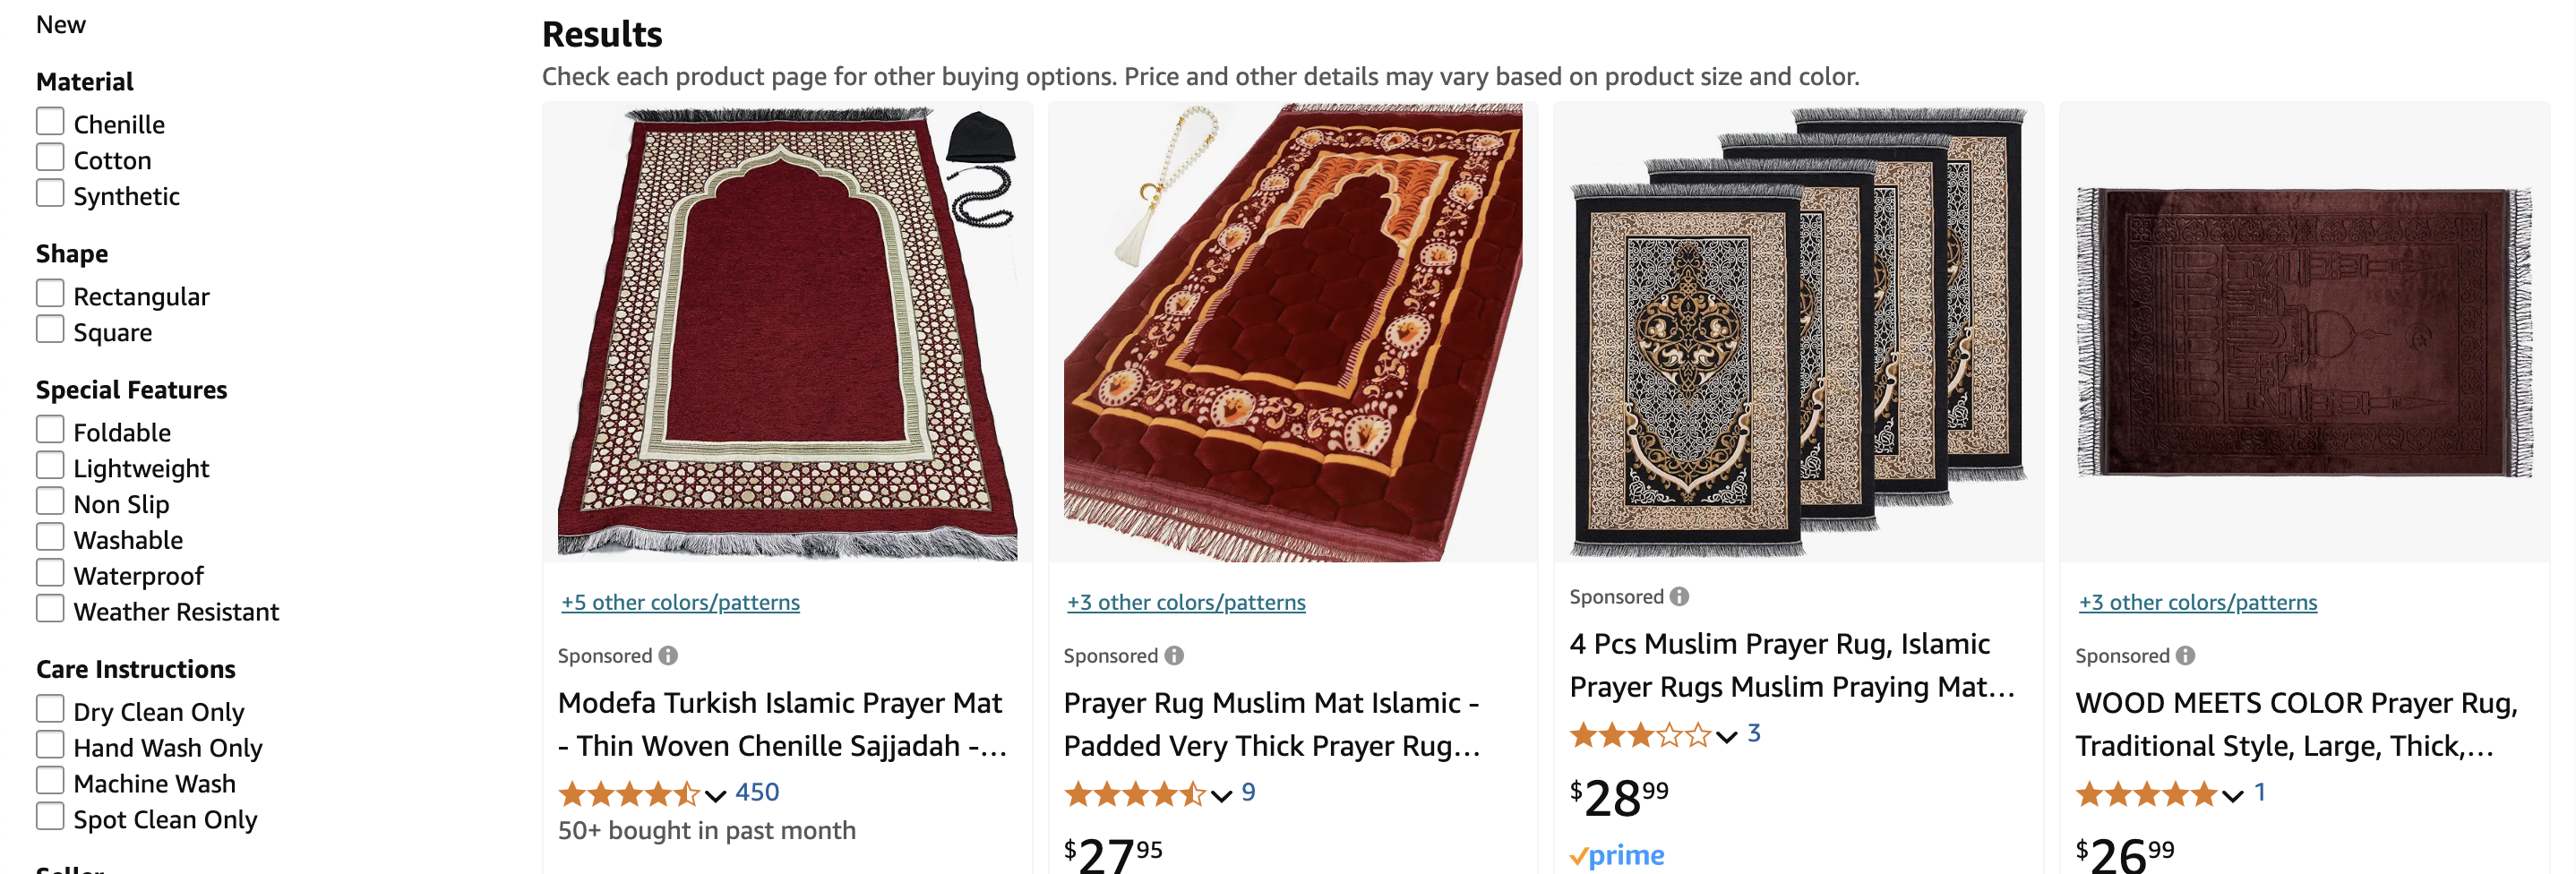 New
Material
Chenille
Cotton
Synthetic
Shape
Rectangular
Square
Special Features
Foldable
Lightweight
Non Slip
Washable
Waterproof
Weather Resistant
Care Instructions
Dry Clean Only
Hand Wash Only
Machine Wash
Spot Clean Only
Seller
Results
Check each product page for other buying options. Price and other details may vary based on product size and color.
+5 other colors/patterns
Sponsored
Modefa Turkish Islamic Prayer Mat
- Thin Woven Chenille Sajjadah -...
450
50+ bought in past month
+3 other colors/patterns
Sponsored
Prayer Rug Muslim Mat Islamic -
Padded Very Thick Prayer Rug...
9
$2795
Sponsored
4 Pcs Muslim Prayer Rug, Islamic
Prayer Rugs Muslim Praying Mat...
3
$2899
prime
+3 other colors/patterns
Sponsored
WOOD MEETS COLOR Prayer Rug,
Traditional Style, Large, Thick,...
1
$2699